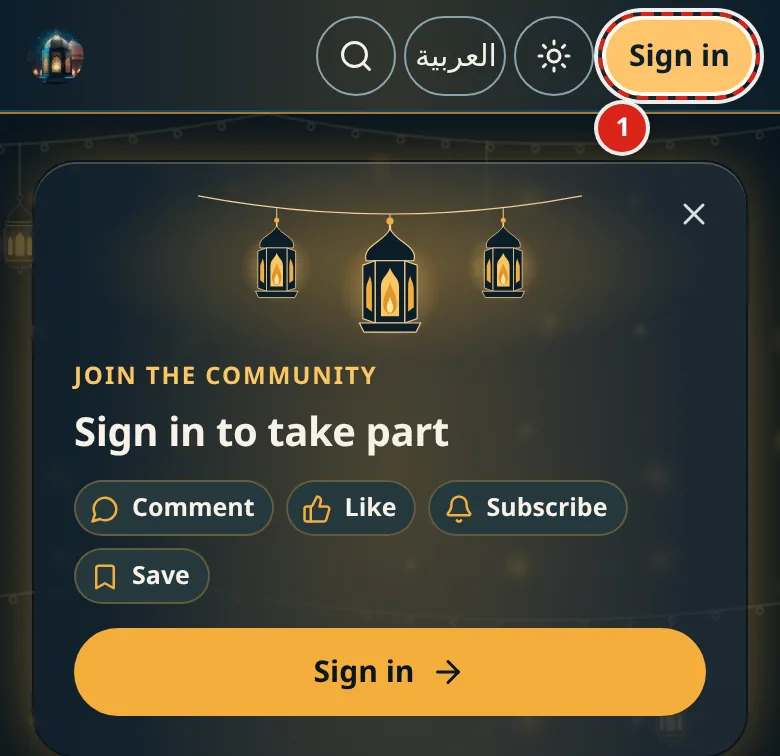 العربية
Sign in
1
JOIN THE COMMUNITY
Sign in to take part
Comment
Like
Subscribe
Save
Sign in